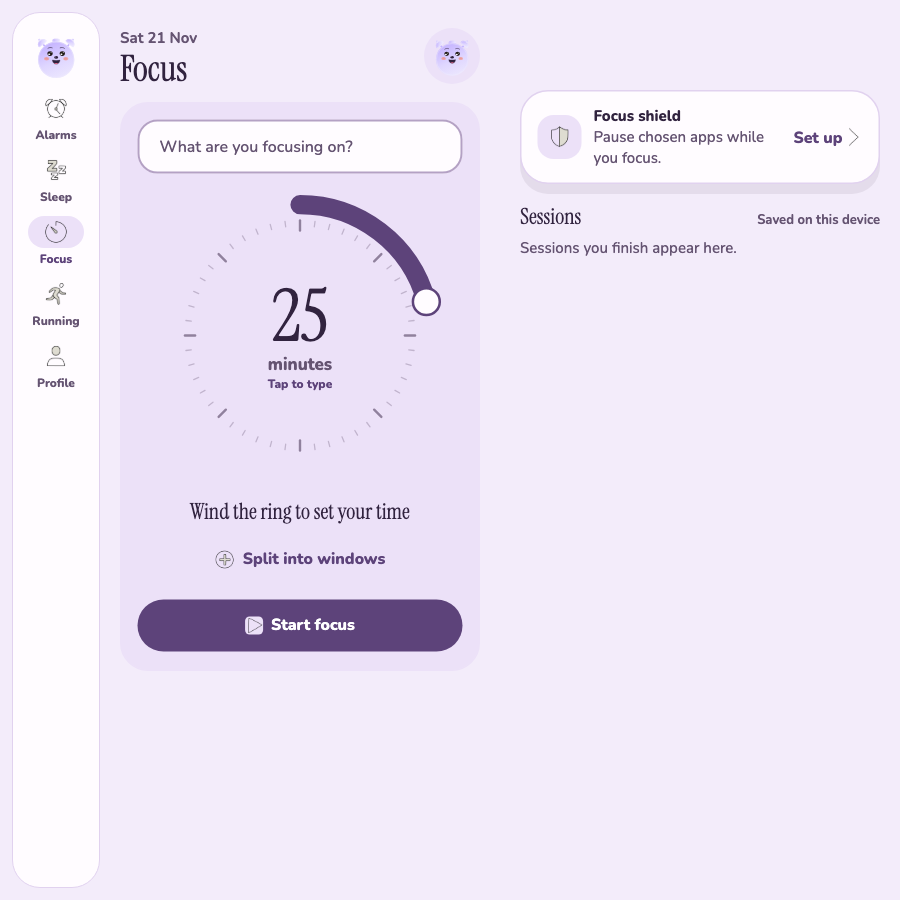 Alarms
Sleep
Focus
Running
Profile
Sat 21 Nov
Focus
What are you focusing on?
25
minutes
Tap to type
Wind the ring to set your time
Split into windows
Start focus
Focus shield
Pause chosen apps while
you focus.
Set up
Sessions
Saved on this device
Sessions you finish appear here.